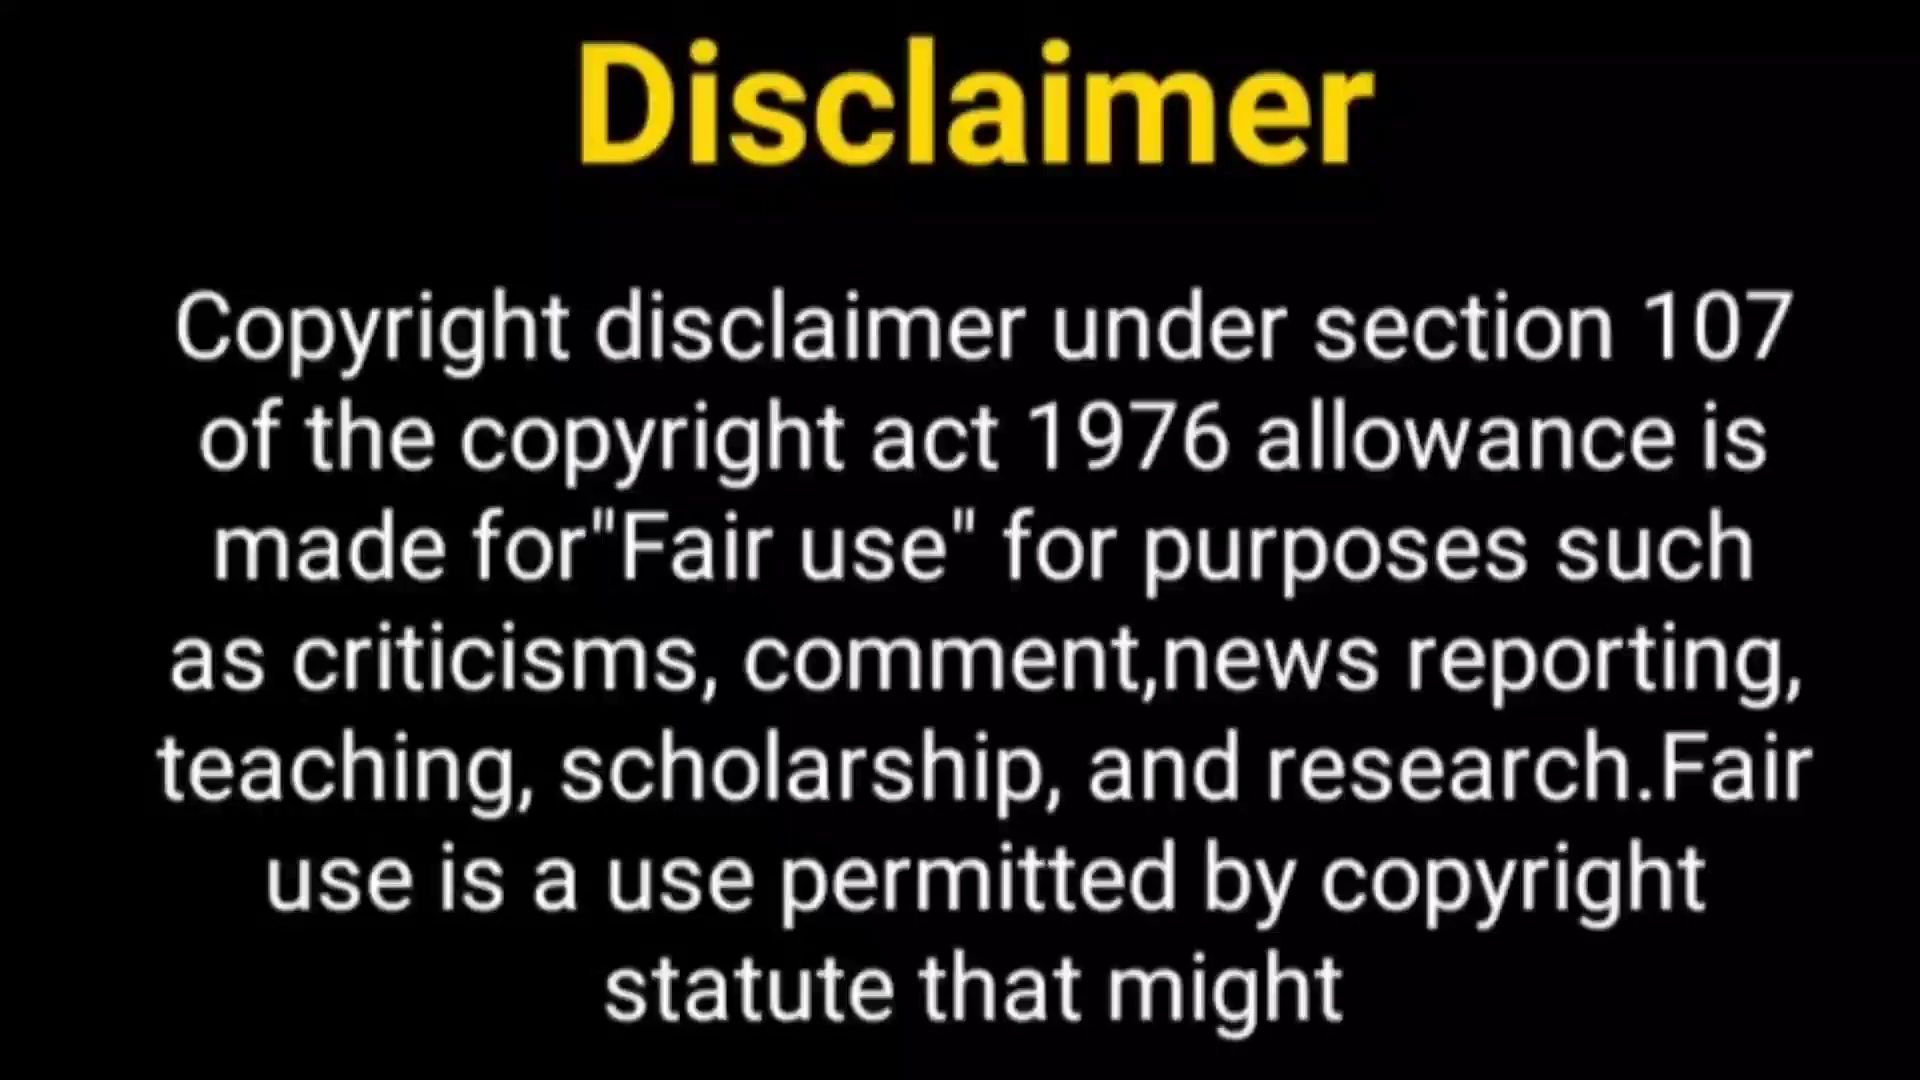 Disclaimer
Copyright disclaimer under section 107
of the copyright act 1976 allowance is
made for"Fair use" for purposes such
as criticisms, comment,news reporting,
teaching, scholarship, and research.Fair
use is a use permitted by copyright
statute that might